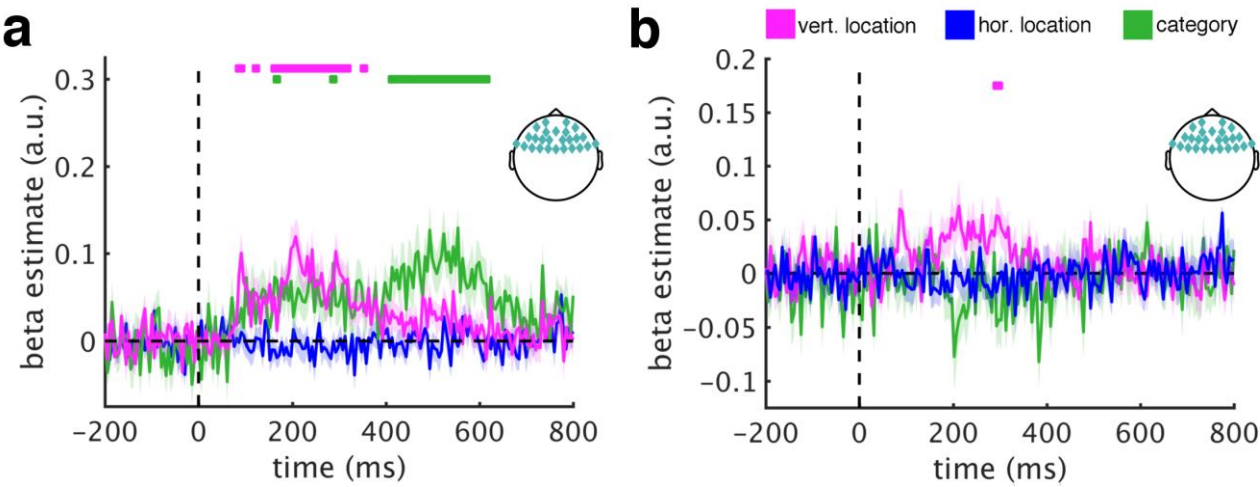 a
b
vert. location
hor. location
category
beta estimate (a.u.)
0.3
0.2
0.1
0
−200
0
200
400
600
800
time (ms)
beta estimate (a.u.)
0.2
0.15
0.1
0.05
0
−0.05
−0.1
−200
0
200
400
600
800
time (ms)